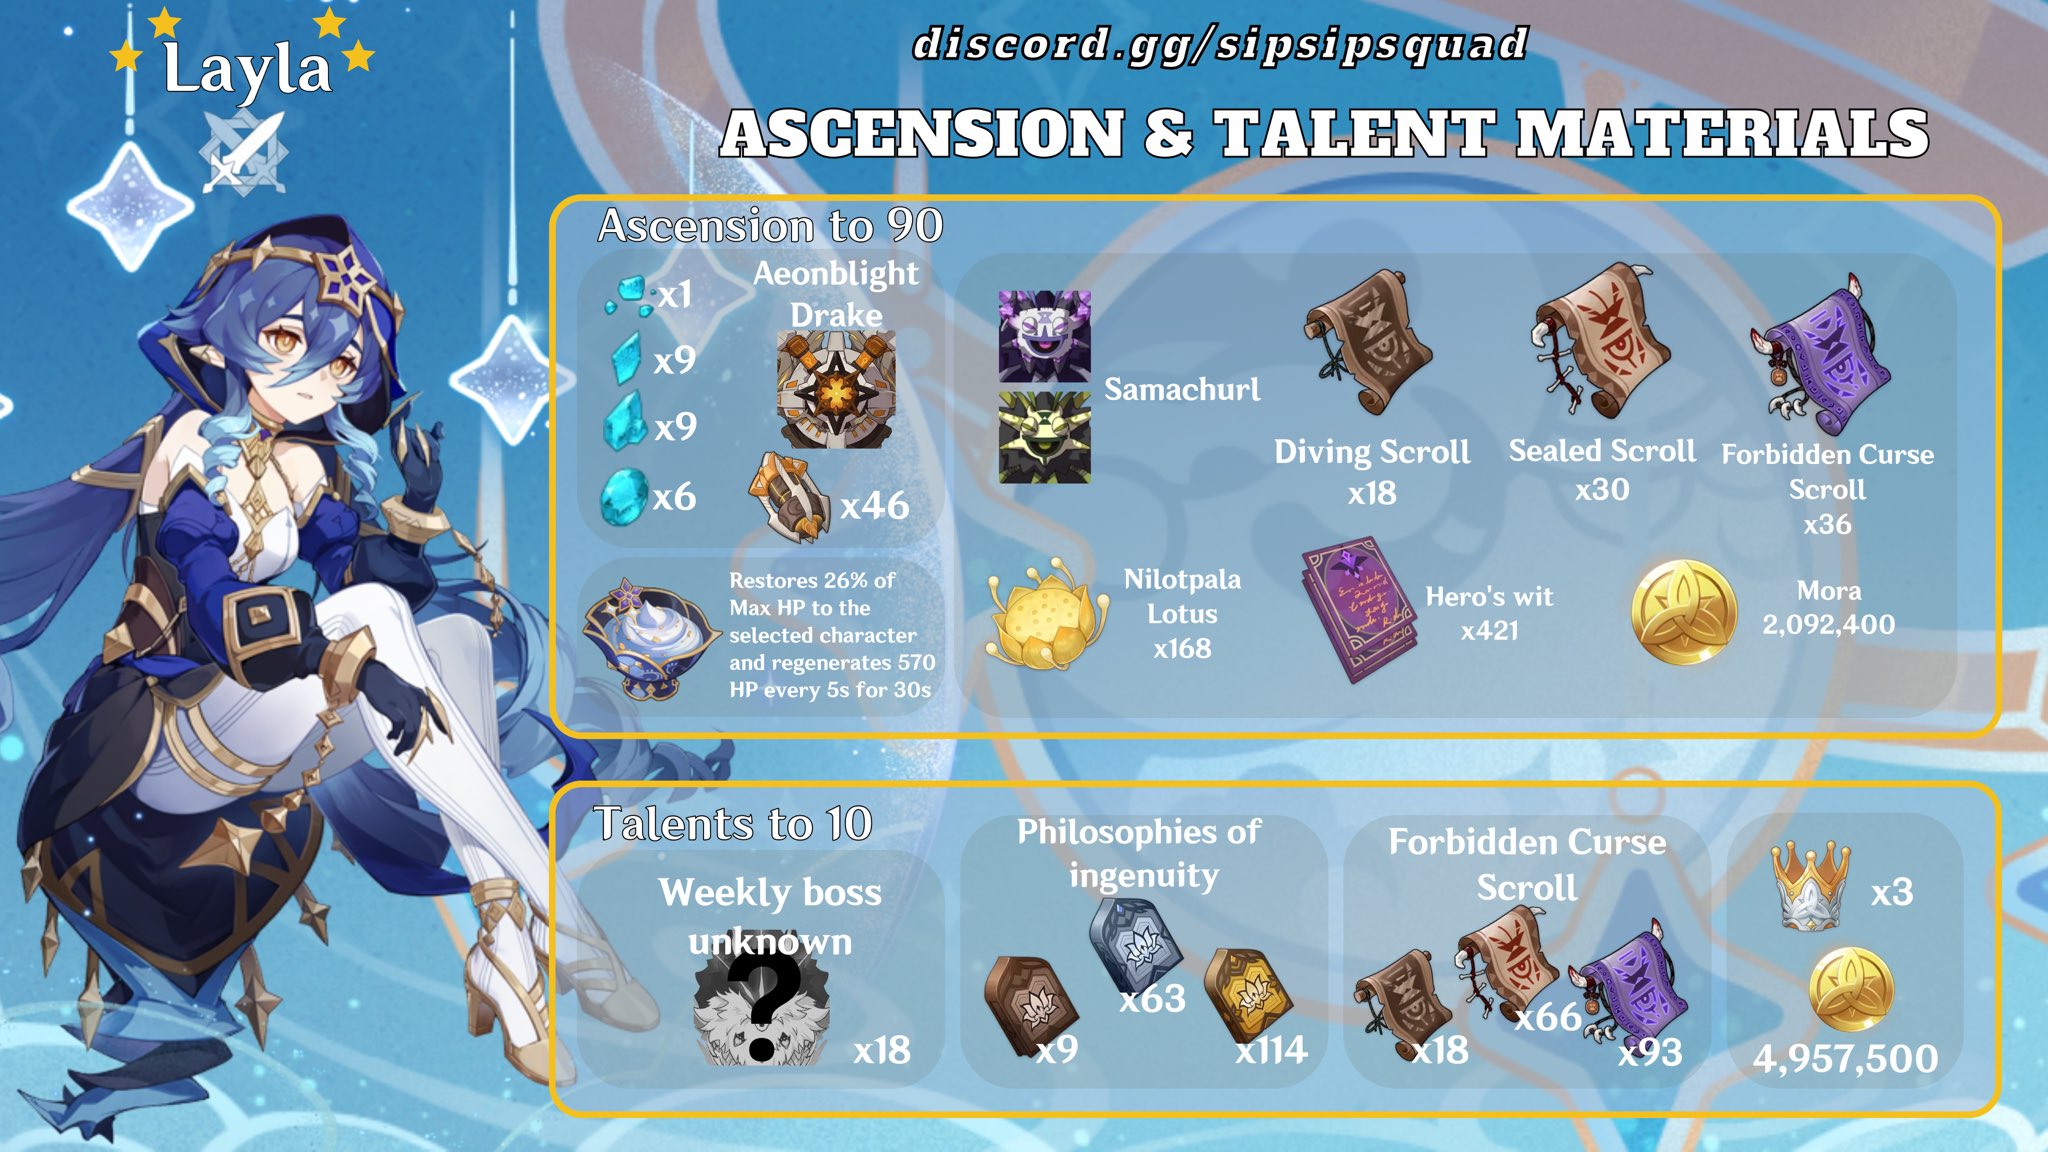 Layla
discord.gg/sipsipsquad
ASCENSION & TALENT MATERIALS
Ascension to 90
x1
x9
x9
x6
Aeonblight
Drake
x46
Restores 26% of
Max HP to the
selected character
and regenerates 570
HP every 5s for 30s
Samachurl
Diving Scroll
x18
Sealed Scroll
x30
Forbidden Curse
Scroll
x36
Nilotpala
Lotus
x168
Hero's wit
x421
Mora
2,092,400
Talents to 10
Weekly boss
unknown
?
x18
Philosophies of
ingenuity
x9
x63
x114
Forbidden Curse
Scroll
x18
x66
x93
x3
4,957,500